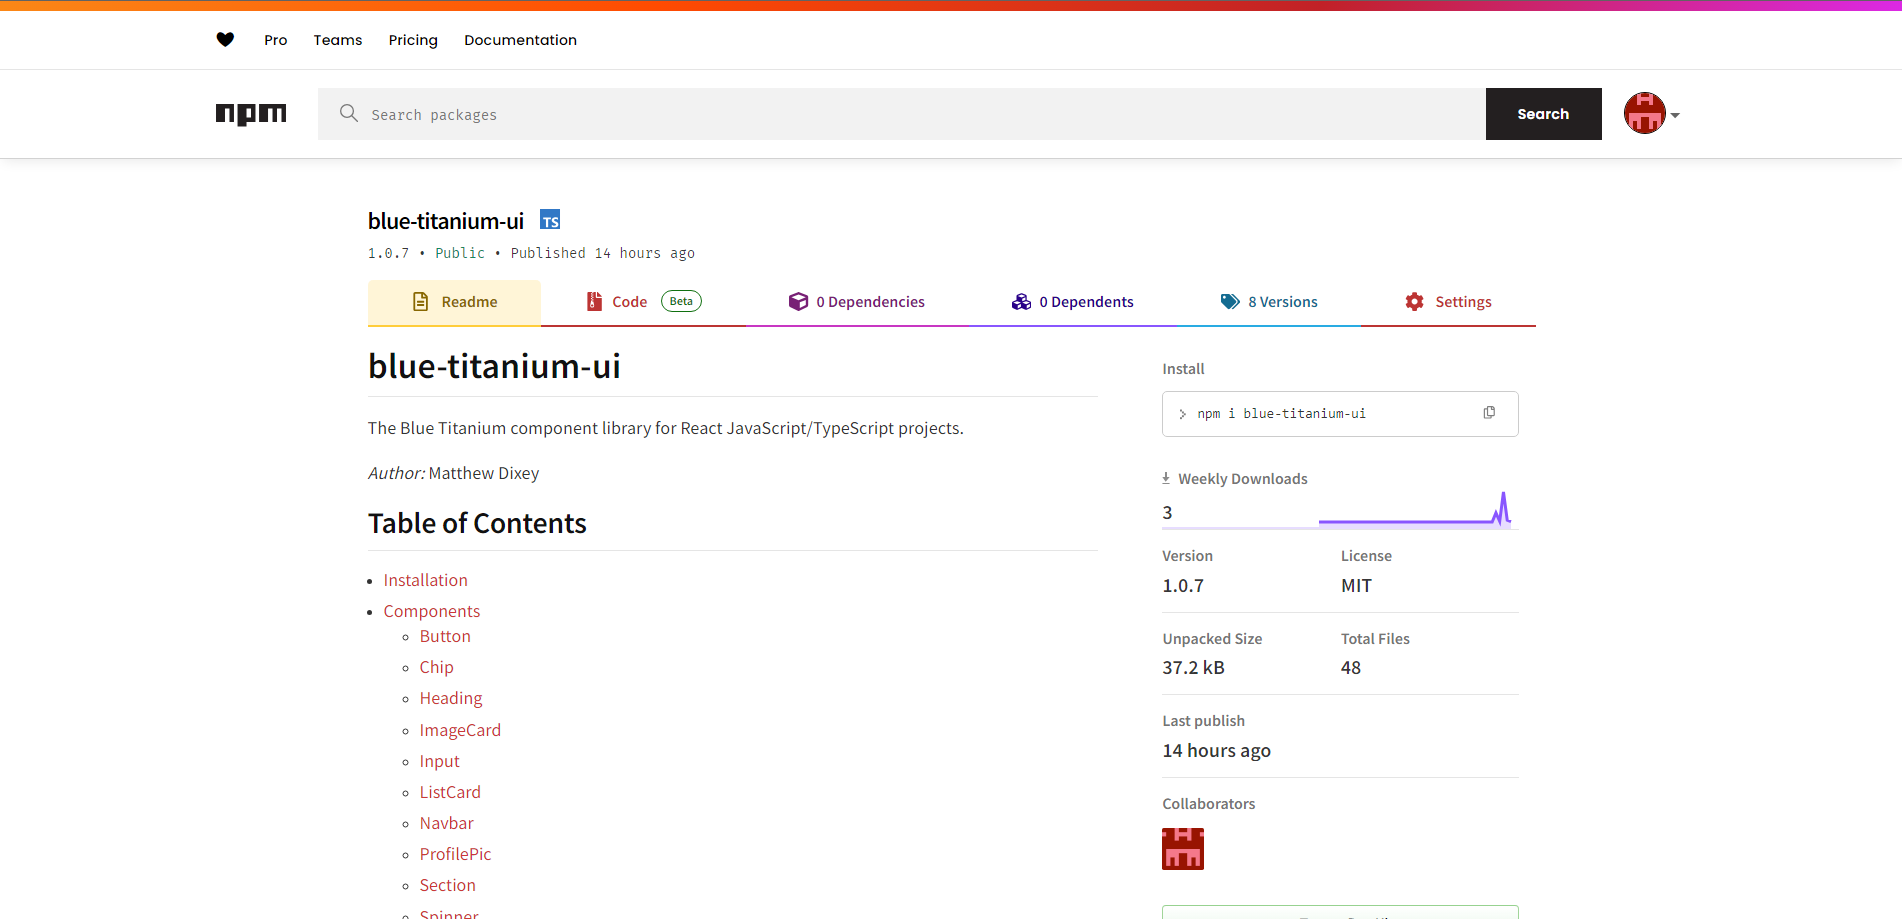 Pro Teams Pricing Documentation
npm Search packages Search
blue-titanium-ui TS
1.0.7 • Public • Published 14 hours ago
Readme Code Beta 0 Dependencies 0 Dependents 8 Versions Settings
blue-titanium-ui
The Blue Titanium component library for React JavaScript/TypeScript projects.
Author: Matthew Dixey
Table of Contents
• Installation
• Components
◦ Button
◦ Chip
◦ Heading
◦ ImageCard
◦ Input
◦ ListCard
◦ Navbar
◦ ProfilePic
◦ Section
◦ Spinner
Install
> npm i blue-titanium-ui
Weekly Downloads
3
Version License
1.0.7 MIT
Unpacked Size Total Files
37.2 kB 48
Last publish
14 hours ago
Collaborators